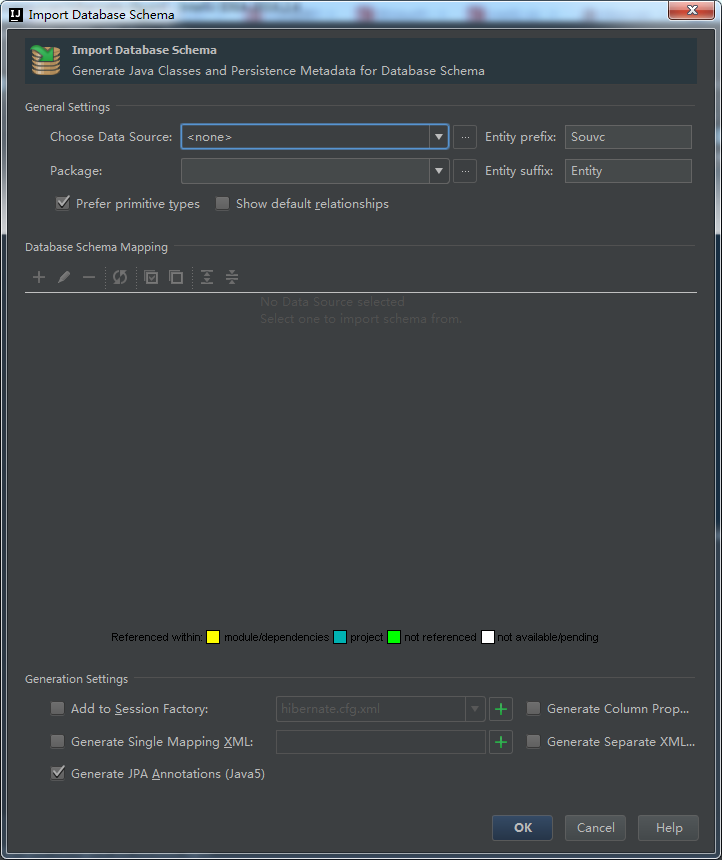 Import Database Schema
Import Database Schema
Generate Java Classes and Persistence Metadata for Database Schema
General Settings
Choose Data Source: <none> ... Entity prefix: Souvc
Package: ... Entity suffix: Entity
Prefer primitive types Show default relationships
Database Schema Mapping
No Data Source selected
Select one to import schema from.
Referenced within: module/dependencies project not referenced not available/pending
Generation Settings
Add to Session Factory: hibernate.cfg.xml Generate Column Prop...
Generate Single Mapping XML: Generate Separate XML...
Generate JPA Annotations (Java5)
OK Cancel Help